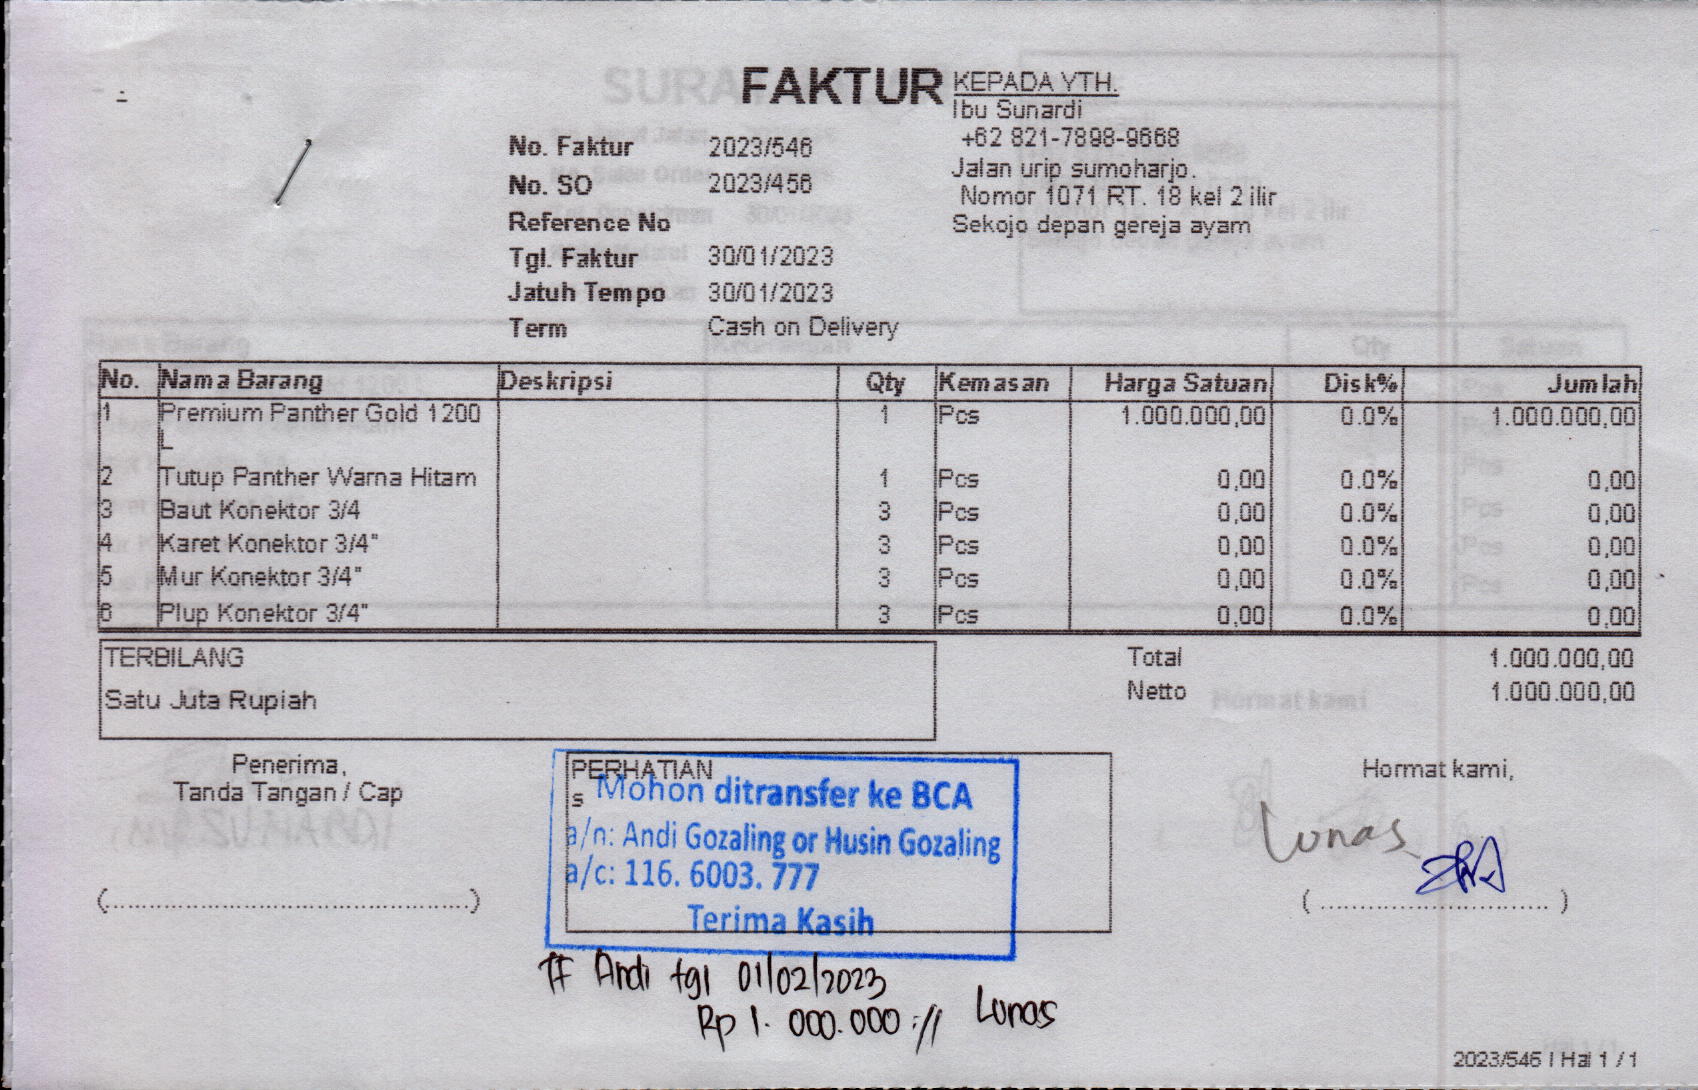 FAKTUR
No. Faktur 2023/546
No. SO 2023/456
Reference No
Tgl. Faktur 30/01/2023
Jatuh Tempo 30/01/2023
Term Cash on Delivery
KEPADA YTH.
Ibu Sunardi
+62 821-7898-9668
Jalan urip sumoharjo.
Nomor 1071 RT. 18 kel 2 ilir
Sekojo depan gereja ayam
No. Nama Barang Deskripsi Qty Kemasan Harga Satuan Disk% Jumlah
1 Premium Panther Gold 1200 1 Pcs 1.000.000,00 0.0% 1.000.000,00
L
2 Tutup Panther Warna Hitam 1 Pcs 0,00 0.0% 0,00
3 Baut Konektor 3/4 3 Pcs 0,00 0.0% 0,00
4 Karet Konektor 3/4" 3 Pcs 0,00 0.0% 0,00
5 Mur Konektor 3/4" 3 Pcs 0,00 0.0% 0,00
6 Plup Konektor 3/4" 3 Pcs 0,00 0.0% 0,00
TERBILANG
Satu Juta Rupiah
Total 1.000.000,00
Netto 1.000.000,00
Penerima,
Tanda Tangan / Cap
PERHATIAN
s
Mohon ditransfer ke BCA
a/n: Andi Gozaling or Husin Gozaling
a/c: 116. 6003. 777
Terima Kasih
Hormat kami,
Lunas
TF Andi tgl 01/02/2023
Rp 1.000.000 :// Lunas
2023/546 | Hal 1 / 1